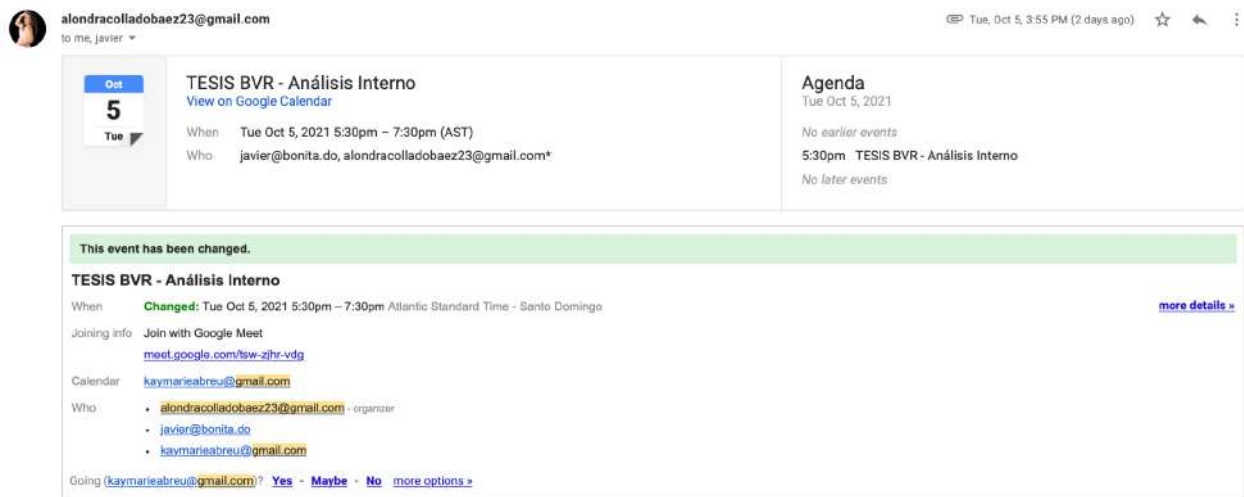 alondracolladobaez23@gmail.com
Tue, Oct 5, 3:55 PM (2 days ago)
to me, javier
Oct
5
Tue
TESIS BVR - Análisis Interno
View on Google Calendar
When Tue Oct 5, 2021 5:30pm – 7:30pm (AST)
Who javier@bonita.do, alondracolladobaez23@gmail.com*
Agenda
Tue Oct 5, 2021
No earlier events
5:30pm TESIS BVR - Análisis Interno
No later events
This event has been changed.
TESIS BVR - Análisis Interno
When Changed: Tue Oct 5, 2021 5:30pm – 7:30pm Atlantic Standard Time - Santo Domingo
more details »
Joining info Join with Google Meet
meet.google.com/tsw-zjhr-vdg
Calendar kaymarieabreu@gmail.com
Who • alondracolladobaez23@gmail.com - organizer
• javier@bonita.do
• kaymarieabreu@gmail.com
Going (kaymarieabreu@gmail.com)? Yes - Maybe - No more options »